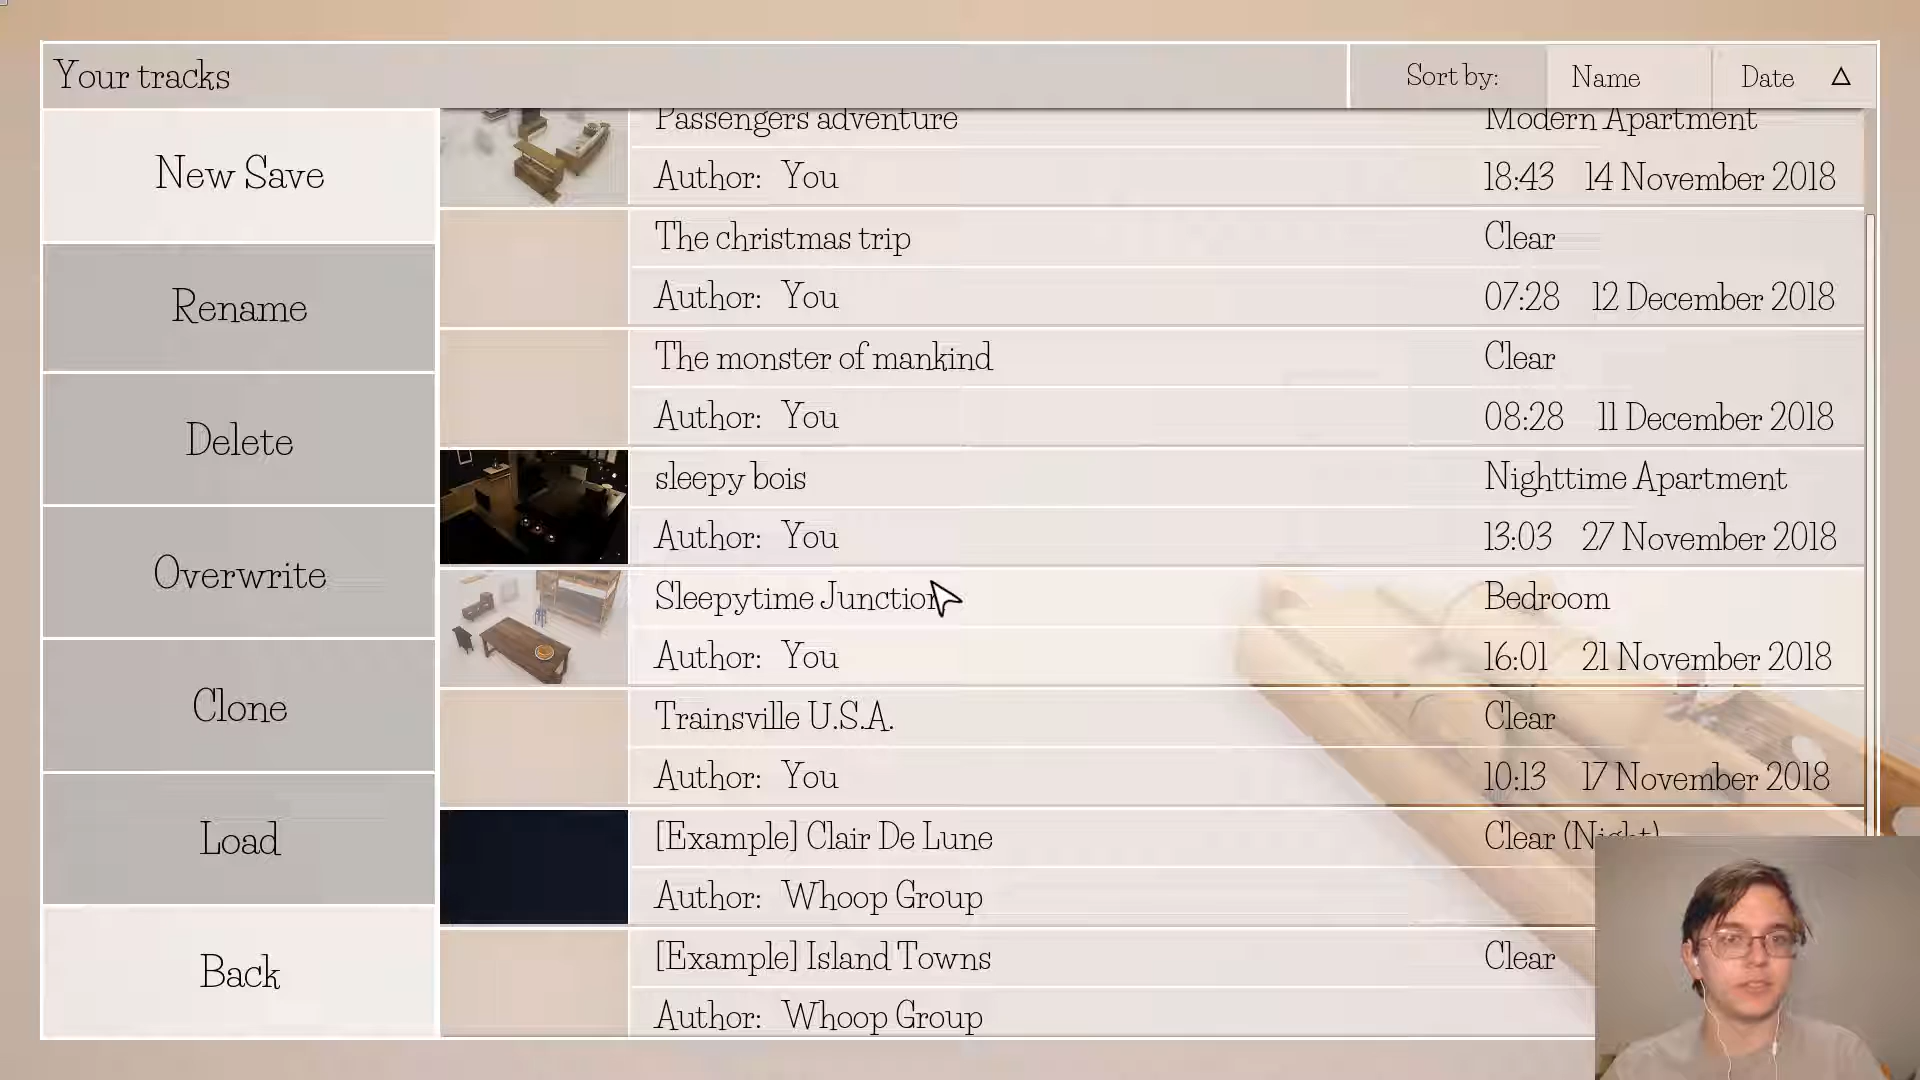 Your tracks
Sort by:
Name
Date
New Save
Rename
Delete
Overwrite
Clone
Load
Back
Passengers adventure
Modern Apartment
Author: You
18:43 14 November 2018
The christmas trip
Clear
Author: You
07:28 12 December 2018
The monster of mankind
Clear
Author: You
08:28 11 December 2018
sleepy bois
Nighttime Apartment
Author: You
13:03 27 November 2018
Sleepytime Junction
Bedroom
Author: You
16:01 21 November 2018
Trainsville U.S.A.
Clear
Author: You
10:13 17 November 2018
[Example] Clair De Lune
Clear (Night)
Author: Whoop Group
[Example] Island Towns
Clear
Author: Whoop Group